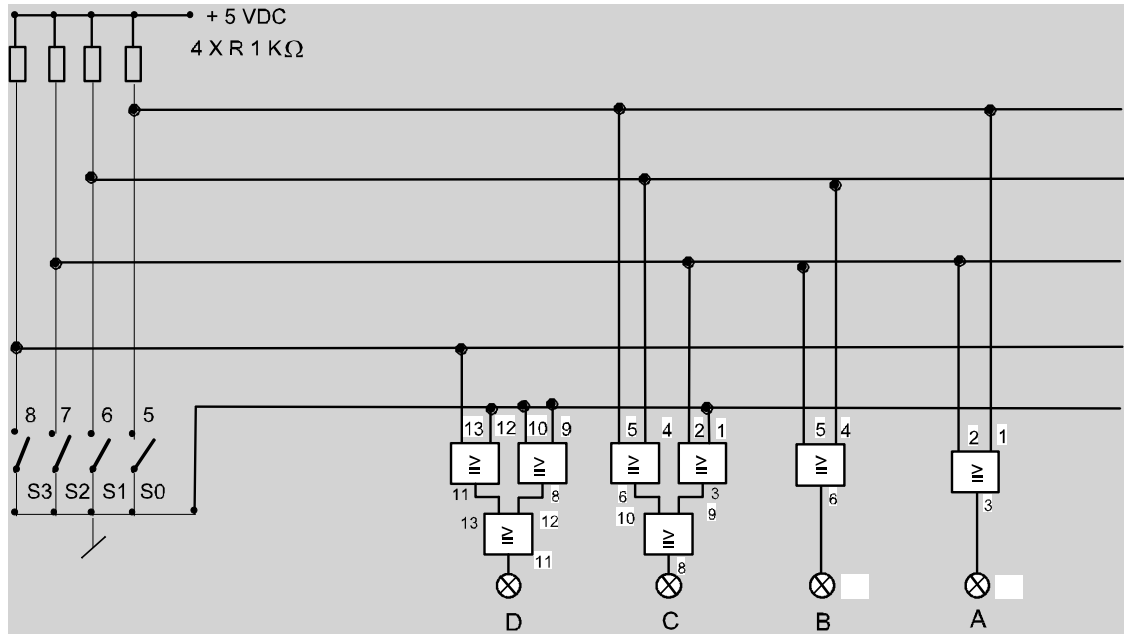 + 5 VDC
4 X R 1 KΩ
8 7 6 5
13 12 10 9 5 4 2 1 5 4 2 1
≥ ≥ ≥ ≥ ≥ ≥
S3 S2 S1 S0
11 8 6 3 6 3
13 12 10 9
≥ ≥
11 8
D C B A